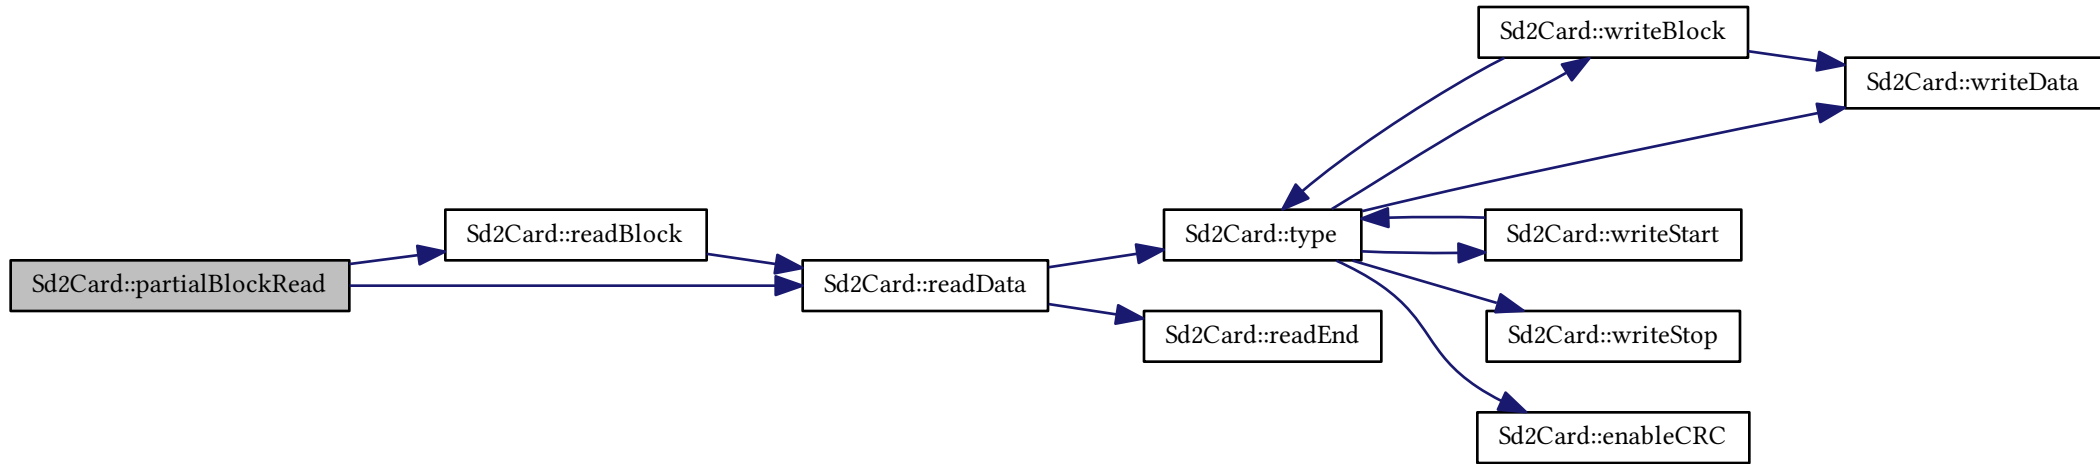 Sd2Card::writeBlock
Sd2Card::writeData
Sd2Card::readBlock
Sd2Card::type
Sd2Card::writeStart
Sd2Card::partialBlockRead
Sd2Card::readData
Sd2Card::readEnd
Sd2Card::writeStop
Sd2Card::enableCRC